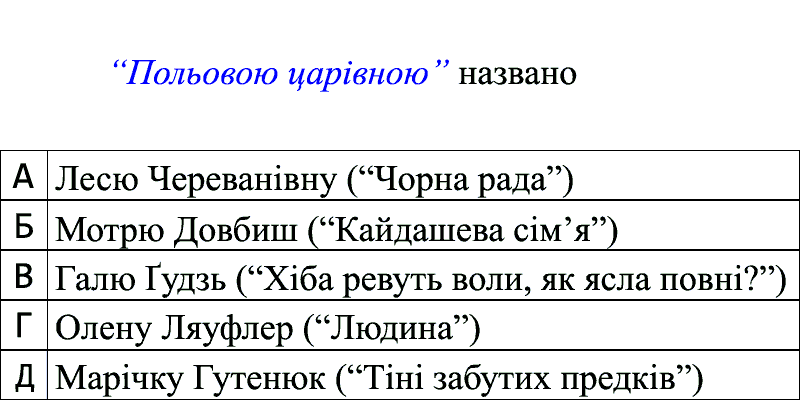 “Польовою царівною” названо
А Лесю Череванівну (“Чорна рада”)
Б Мотрю Довбиш (“Кайдашева сім’я”)
В Галю Ґудзь (“Хіба ревуть воли, як ясла повні?”)
Г Олену Ляуфлер (“Людина”)
Д Марічку Гутенюк (“Тіні забутих предків”)